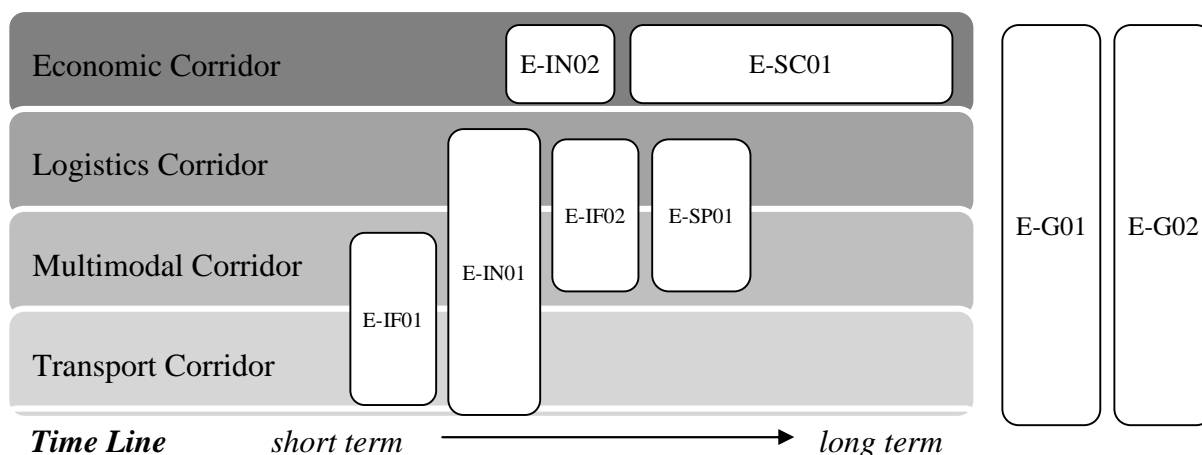 Economic Corridor
E-IN02
E-SC01
Logistics Corridor
E-IF02
E-SP01
E-G01
E-G02
Multimodal Corridor
E-IN01
E-IF01
Transport Corridor
Time Line short term long term